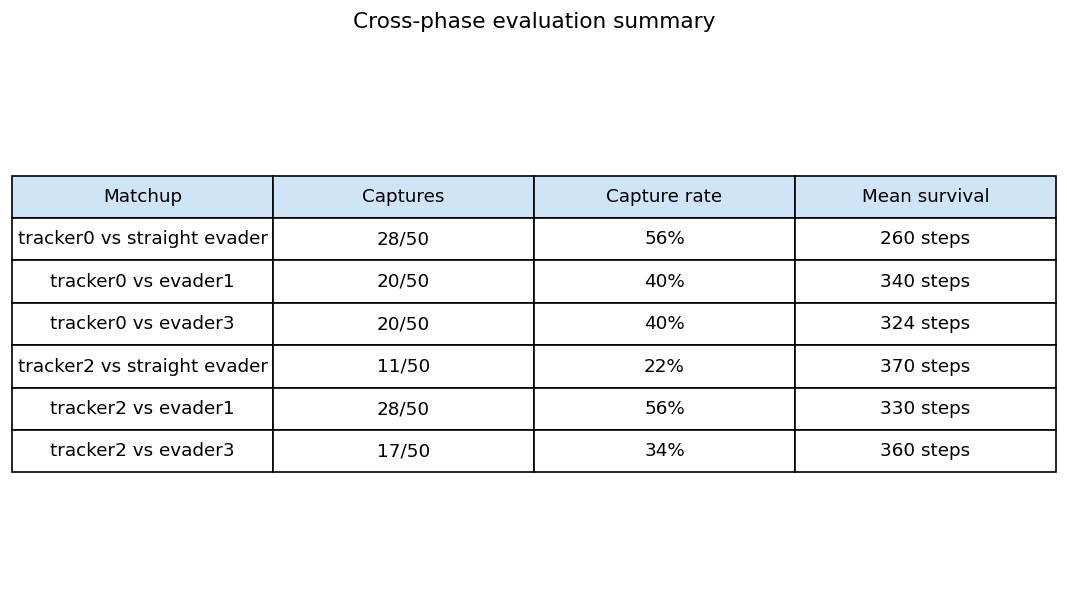 Cross-phase evaluation summary
Matchup Captures Capture rate Mean survival
tracker0 vs straight evader 28/50 56% 260 steps
tracker0 vs evader1 20/50 40% 340 steps
tracker0 vs evader3 20/50 40% 324 steps
tracker2 vs straight evader 11/50 22% 370 steps
tracker2 vs evader1 28/50 56% 330 steps
tracker2 vs evader3 17/50 34% 360 steps